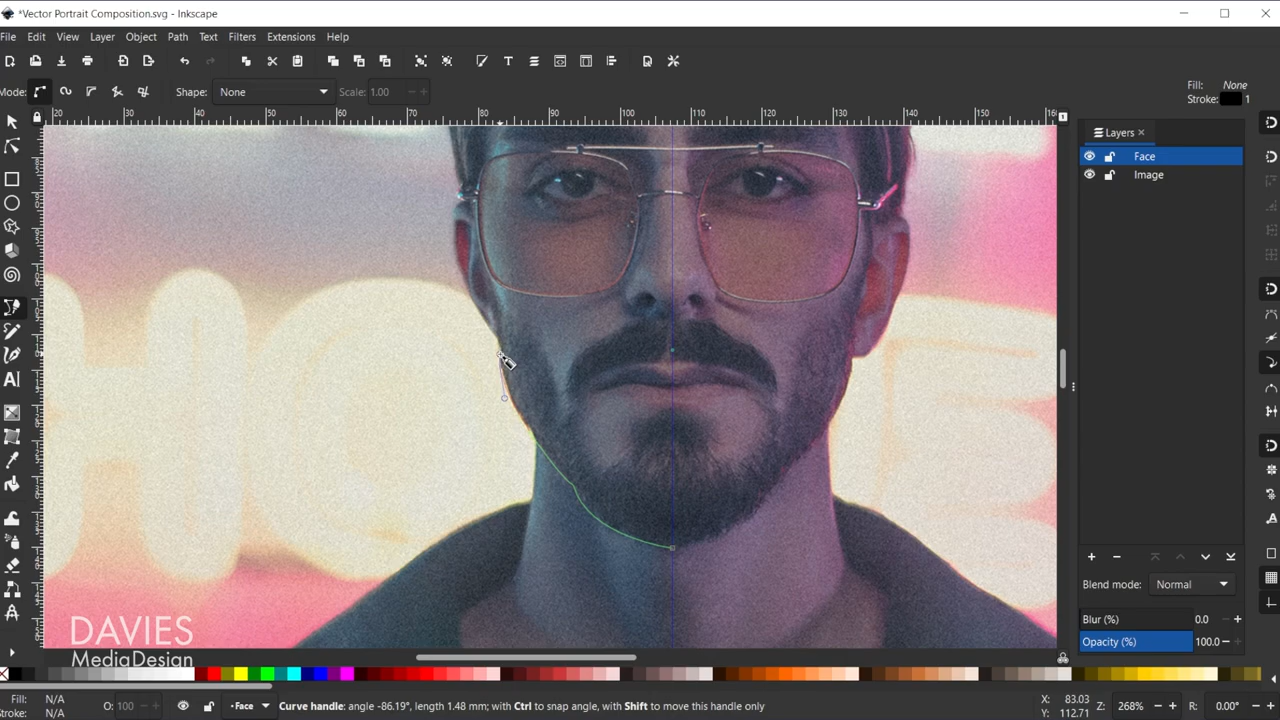 *Vector Portrait Composition.svg - Inkscape
File Edit View Layer Object Path Text Filters Extensions Help
Mode: Shape: None Scale: 1.00
Fill: None
Stroke: 1
20 30 40 50 60 70 80 90 100 110 120 130 140 150 16
Layers
Face
Image
Blend mode: Normal
Blur (%) 0.0
Opacity (%) 100.0
DAVIES
MediaDesign
Fill: N/A
Stroke: N/A
O: 100
Face
Curve handle: angle -86.19°, length 1.48 mm; with Ctrl to snap angle, with Shift to move this handle only
X: 83.03
Y: 112.71
Z: 268%
R: 0.00°